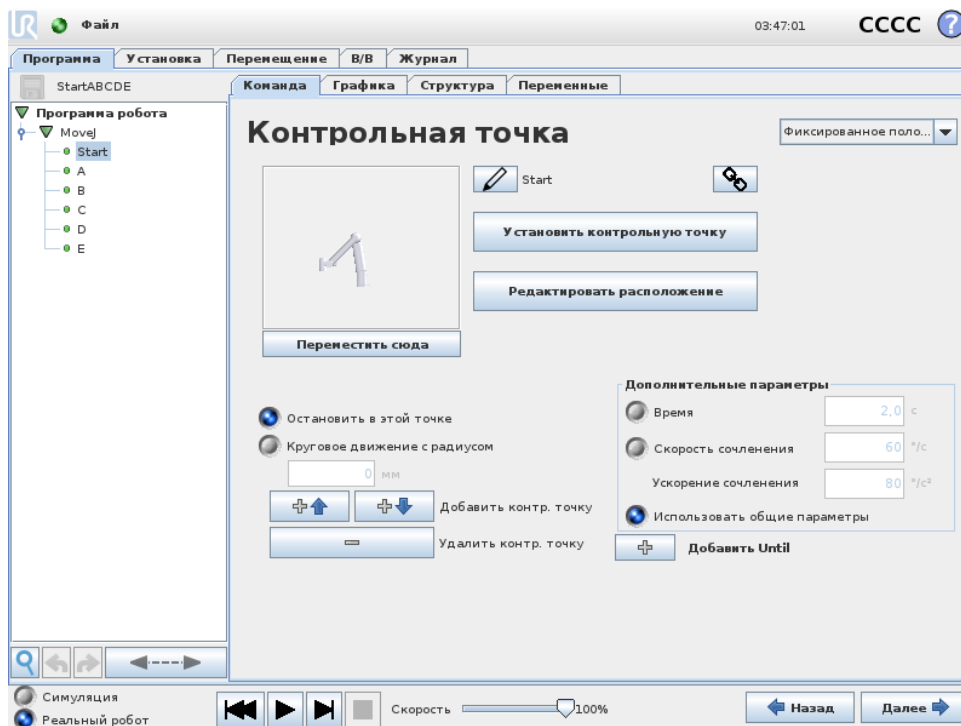 UR Файл 03:47:01 CCCC ?
Программа Установка Перемещение В/В Журнал
StartABCDE Команда Графика Структура Переменные
Программа робота
MoveJ
Start
A
B
C
D
E
Контрольная точка
Фиксированное поло...
Start
Установить контрольную точку
Редактировать расположение
Переместить сюда
Остановить в этой точке
Круговое движение с радиусом
0 мм
Добавить контр. точку
Удалить контр. точку
Дополнительные параметры
Время 2,0 с
Скорость сочленения 60 °/с
Ускорение сочленения 80 °/с²
Использовать общие параметры
Добавить Until
Симуляция
Реальный робот
Скорость 100%
Назад Далее